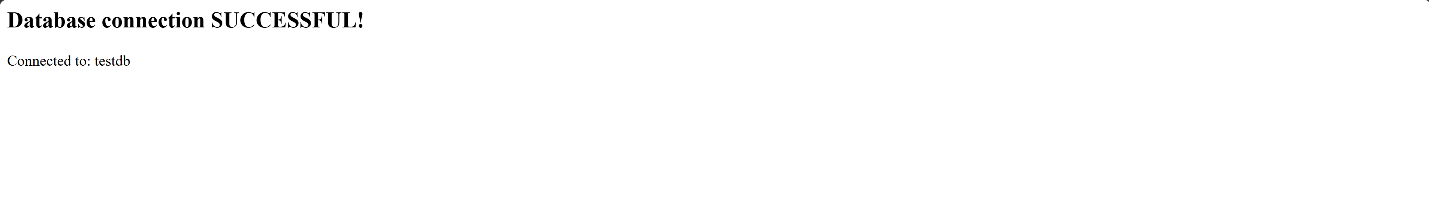 Database connection SUCCESSFUL!
Connected to: testdb